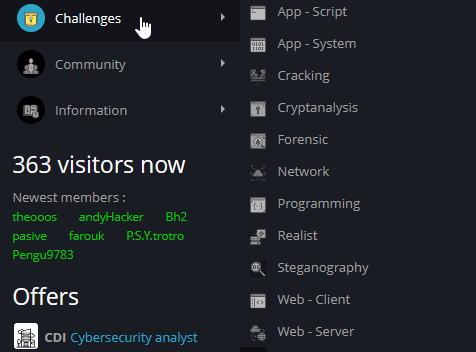 Challenges
Community
Information
363 visitors now
Newest members :
theooos andyHacker Bh2
pasive farouk P.S.Y.trotro
Pengu9783
Offers
CDI Cybersecurity analyst
App - Script
App - System
Cracking
Cryptanalysis
Forensic
Network
Programming
Realist
Steganography
Web - Client
Web - Server